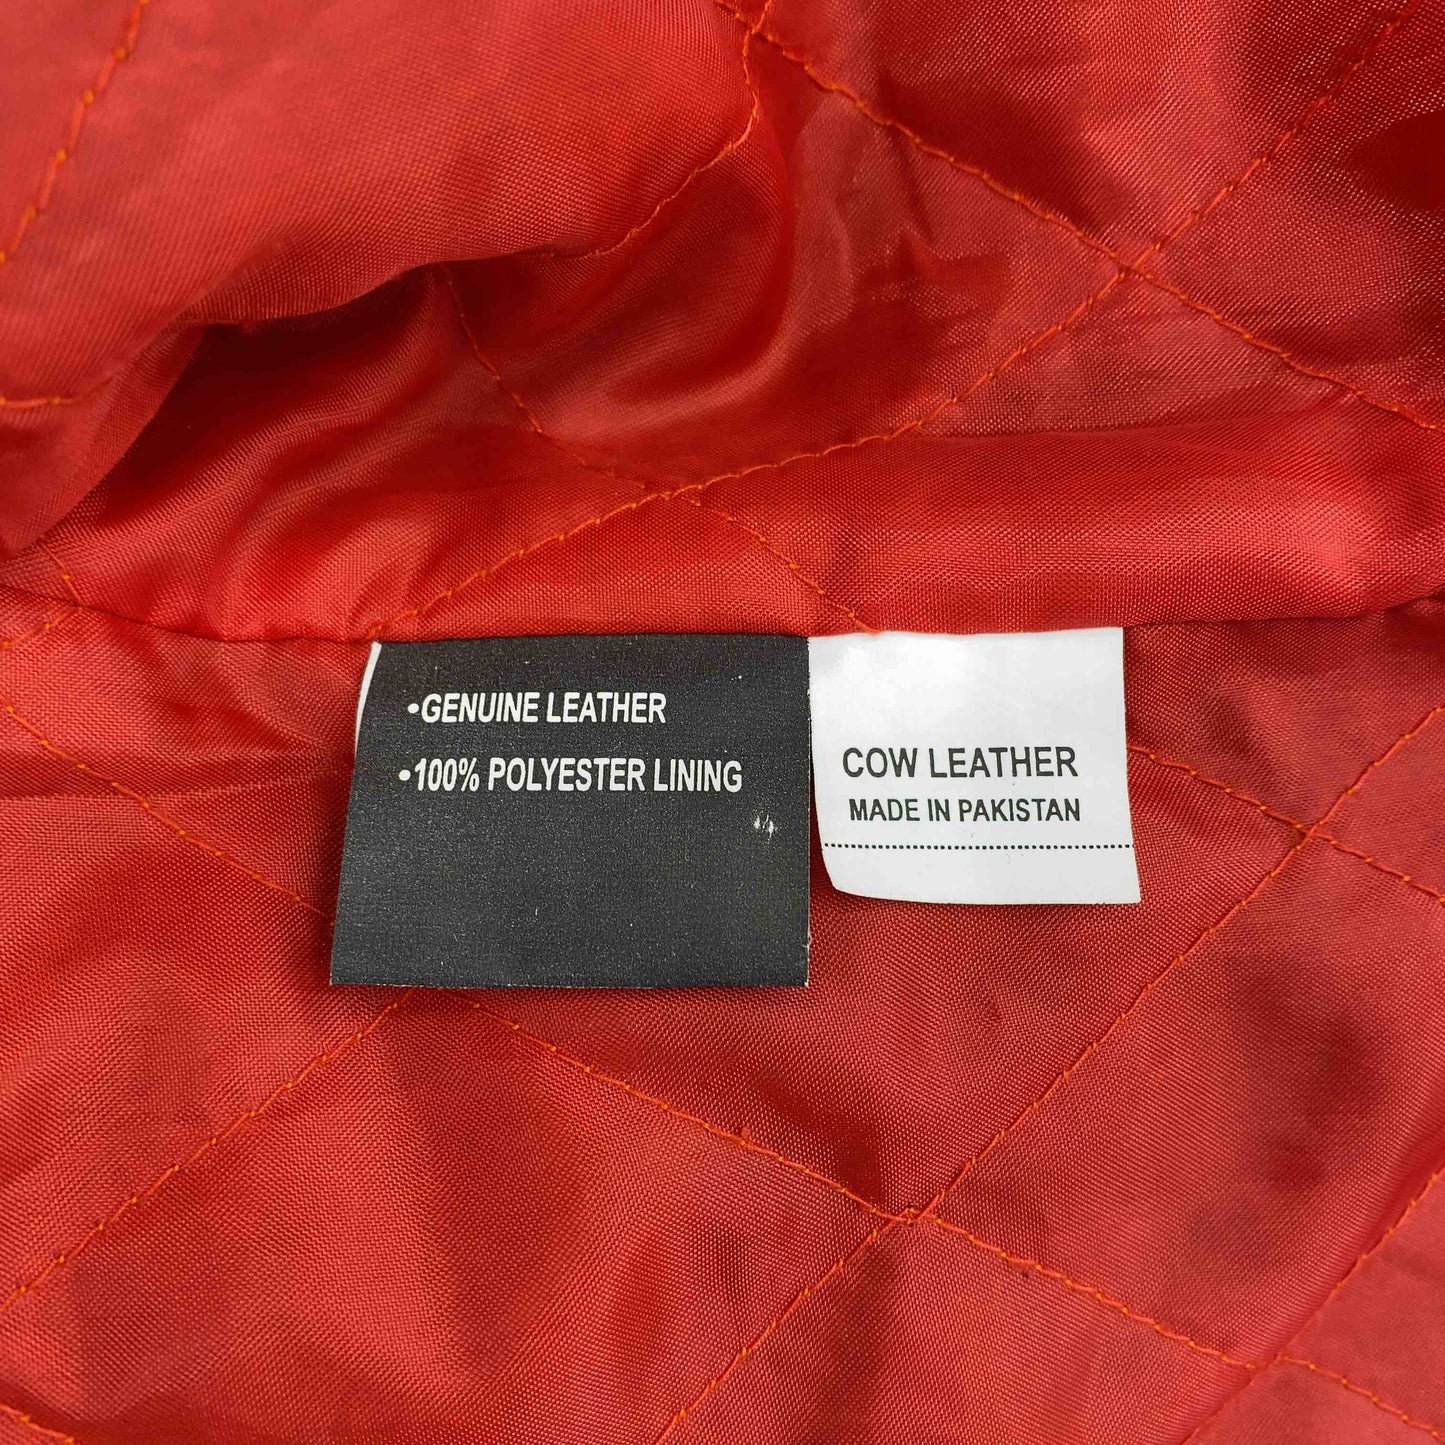 •GENUINE LEATHER
•100% POLYESTER LINING
COW LEATHER
MADE IN PAKISTAN